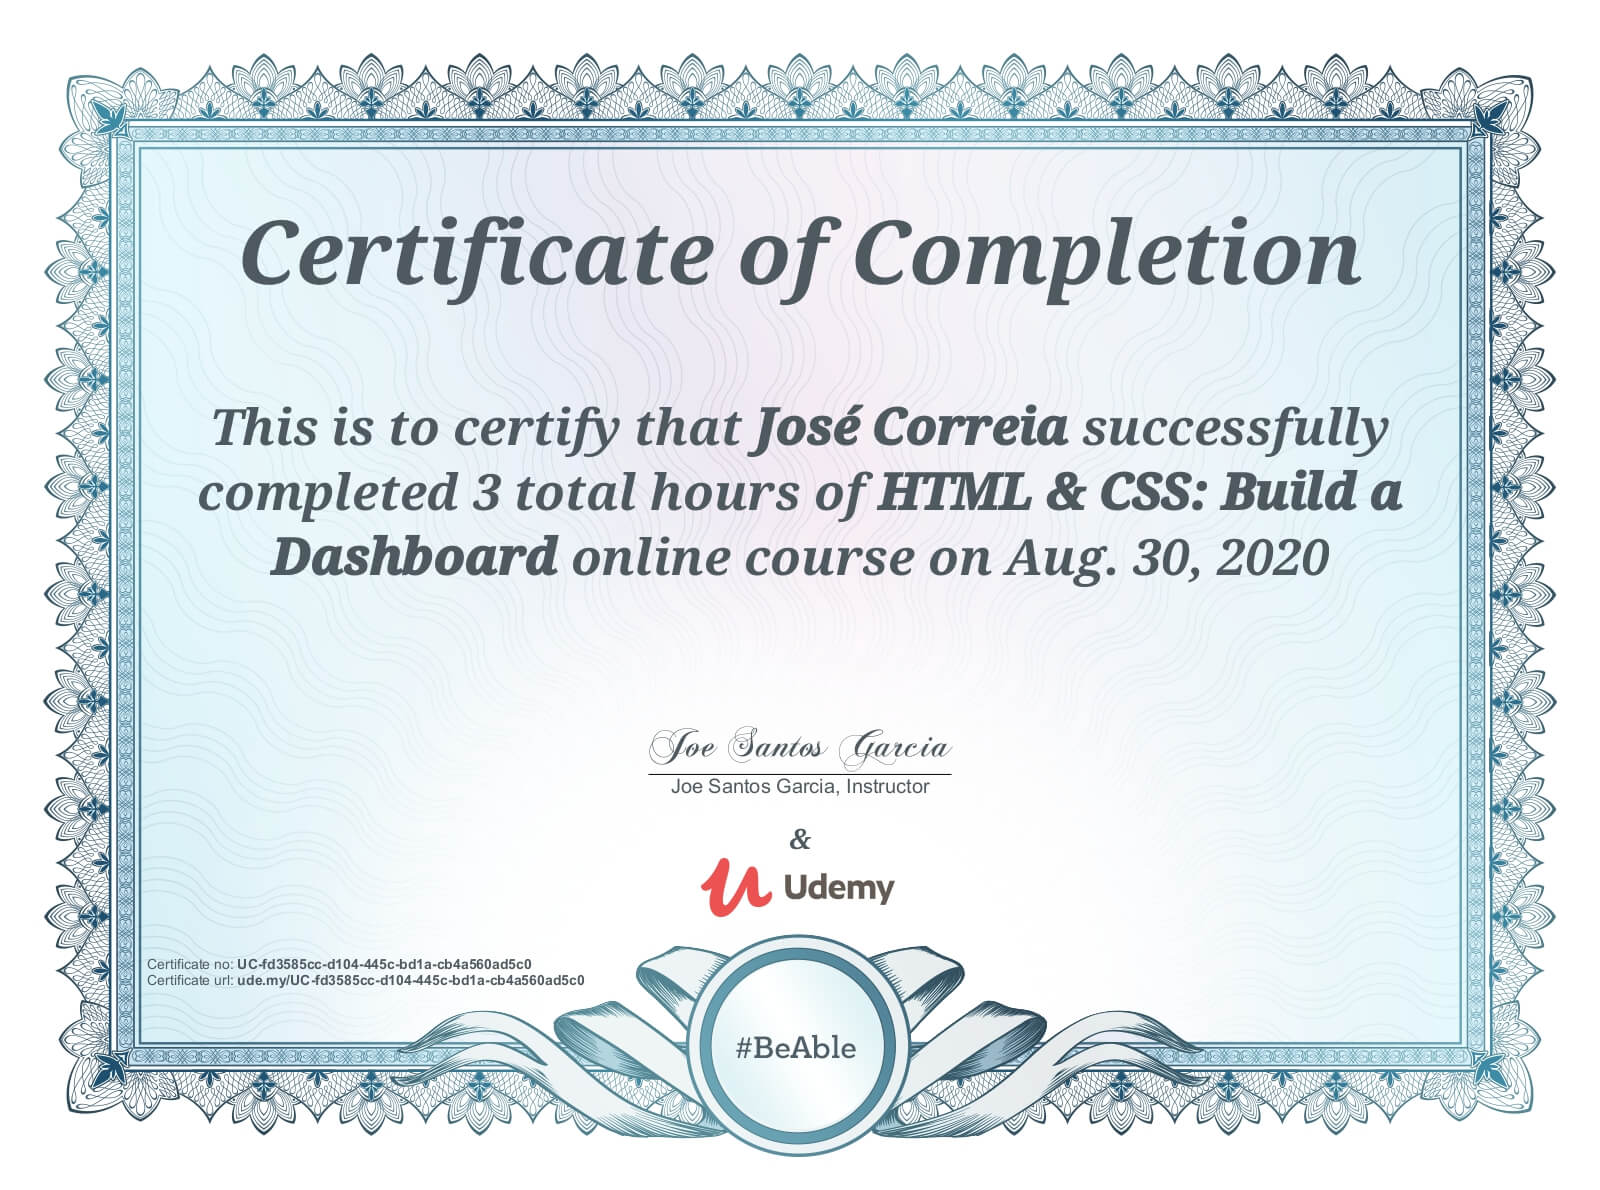 Certificate of Completion
This is to certify that José Correia successfully
completed 3 total hours of HTML & CSS: Build a
Dashboard online course on Aug. 30, 2020
Joe Santos Garcia
Joe Santos Garcia, Instructor
&
Udemy
Certificate no: UC-fd3585cc-d104-445c-bd1a-cb4a560ad5c0
Certificate url: ude.my/UC-fd3585cc-d104-445c-bd1a-cb4a560ad5c0
#BeAble